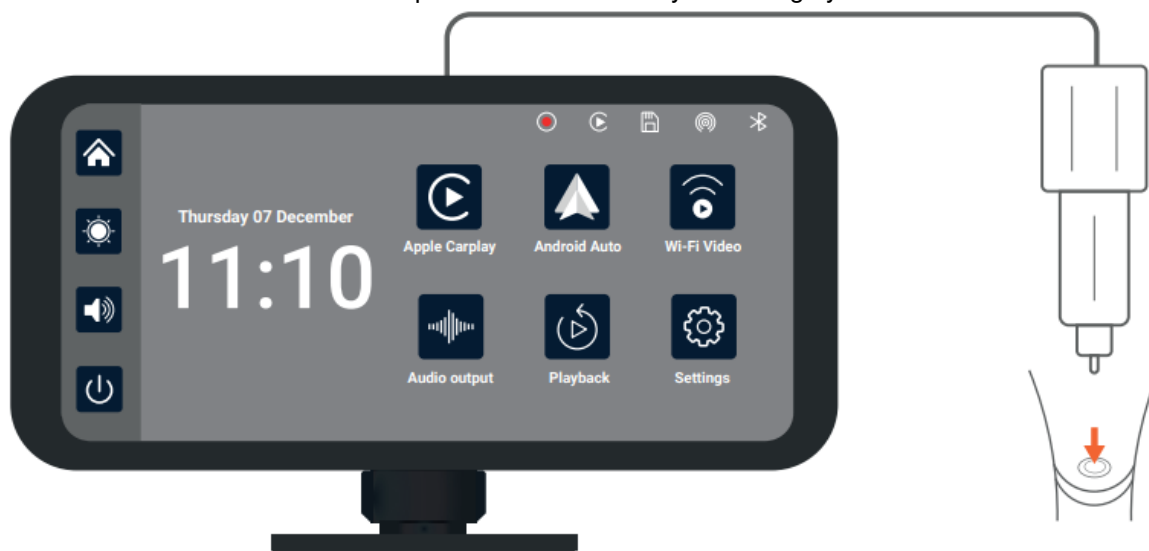 Thursday 07 December
11:10
Apple Carplay
Android Auto
Wi-Fi Video
Audio output
Playback
Settings